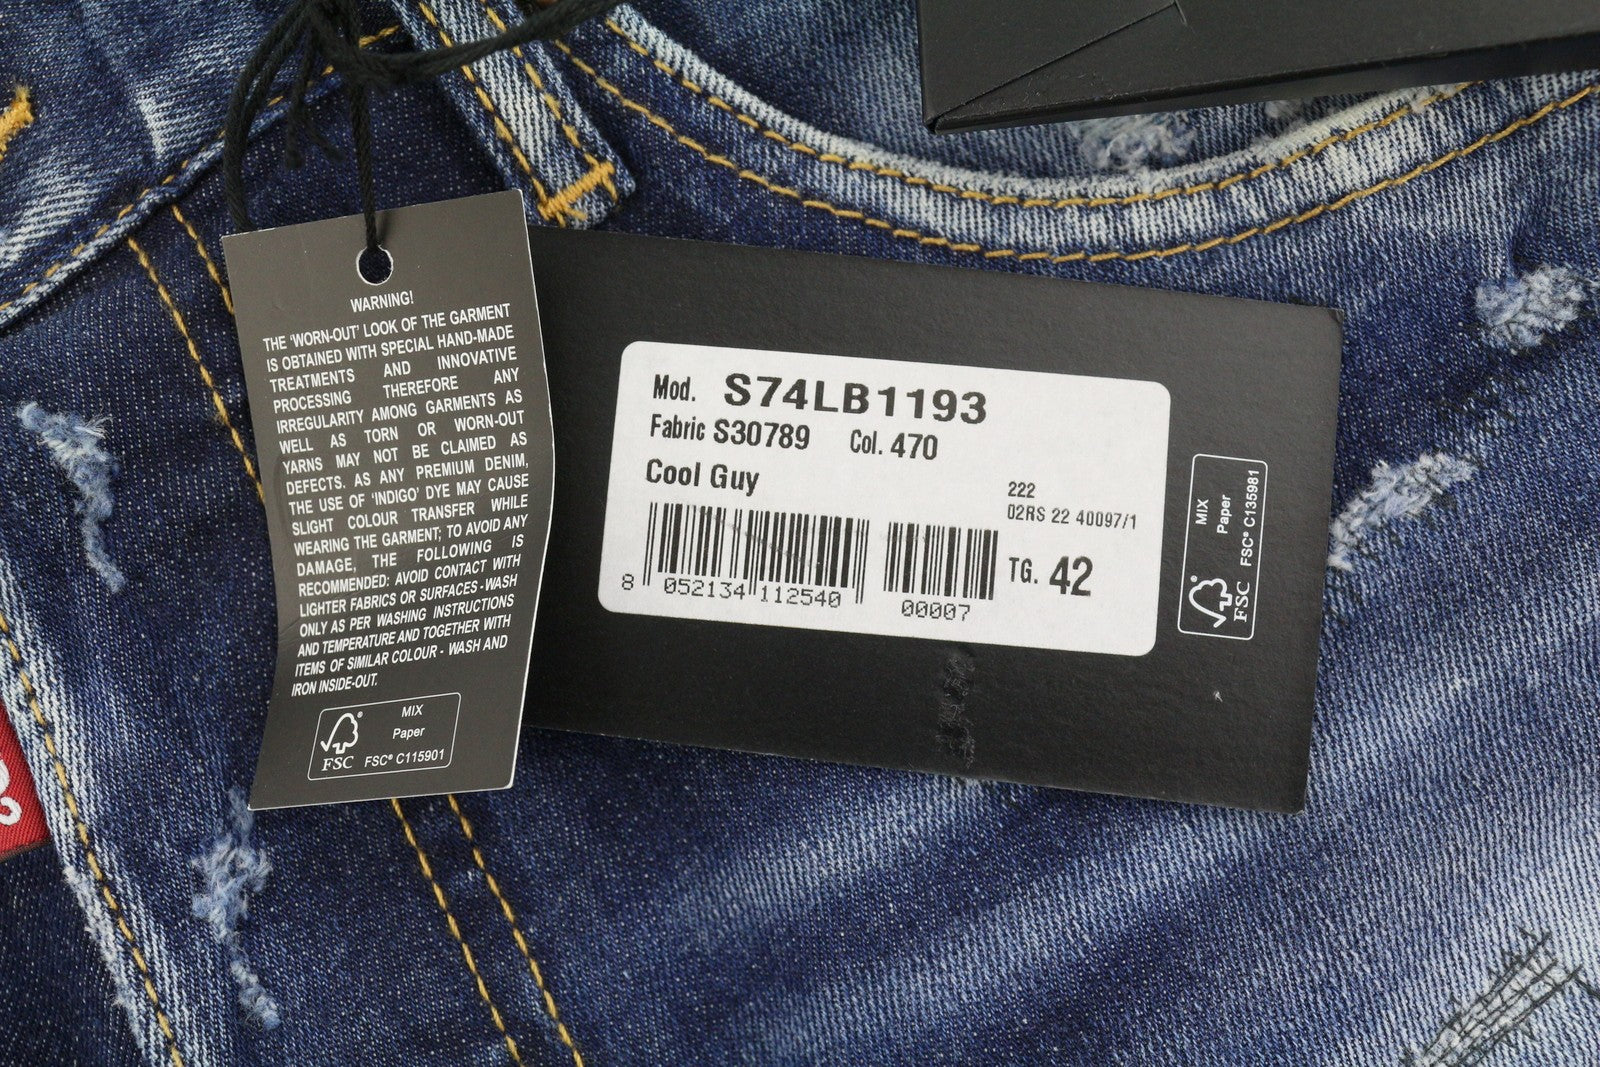 WARNING!
THE 'WORN-OUT' LOOK OF THE GARMENT
IS OBTAINED WITH SPECIAL HAND-MADE
TREATMENTS AND INNOVATIVE
PROCESSING THEREFORE ANY
IRREGULARITY AMONG GARMENTS AS
WELL AS TORN OR WORN-OUT
YARNS MAY NOT BE CLAIMED AS
DEFECTS. AS ANY PREMIUM DENIM,
THE USE OF 'INDIGO' DYE MAY CAUSE
SLIGHT COLOUR TRANSFER WHILE
WEARING THE GARMENT; TO AVOID ANY
DAMAGE, THE FOLLOWING IS
RECOMMENDED: AVOID CONTACT WITH
LIGHTER FABRICS OR SURFACES - WASH
ONLY AS PER WASHING INSTRUCTIONS
AND TEMPERATURE AND TOGETHER WITH
ITEMS OF SIMILAR COLOUR - WASH AND
IRON INSIDE-OUT.
FSC
MIX
Paper
FSC® C115901
Mod. S74LB1193
Fabric S30789 Col. 470
Cool Guy
222
02RS 22 40097/1
8 052134 112540 00007
TG. 42
FSC
MIX
Paper
FSC® C135981